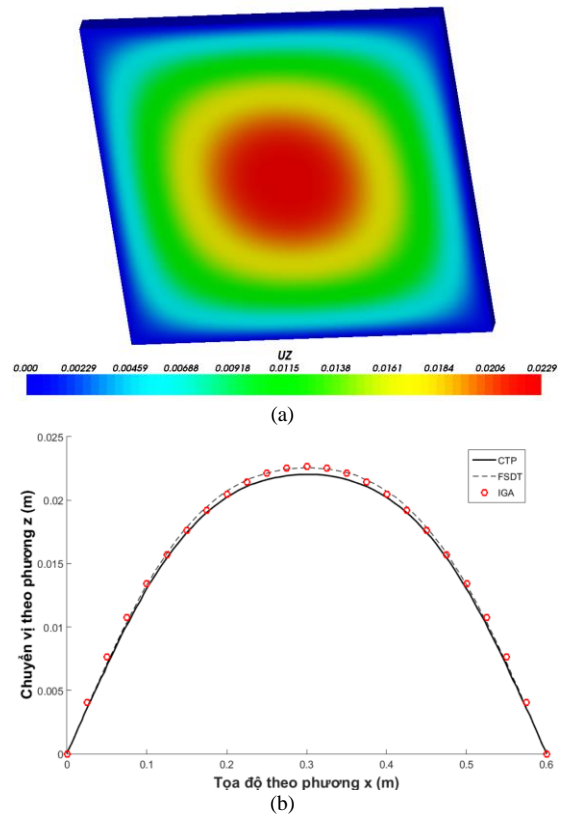 UZ
0.000 0.00229 0.00459 0.00688 0.00918 0.0115 0.0138 0.0161 0.0184 0.0206 0.0229
(a)
0.025
0.02
0.015
0.01
0.005
0
Chuyển vị theo phương z (m)
CTP
FSDT
IGA
0 0.1 0.2 0.3 0.4 0.5 0.6
Tọa độ theo phương x (m)
(b)